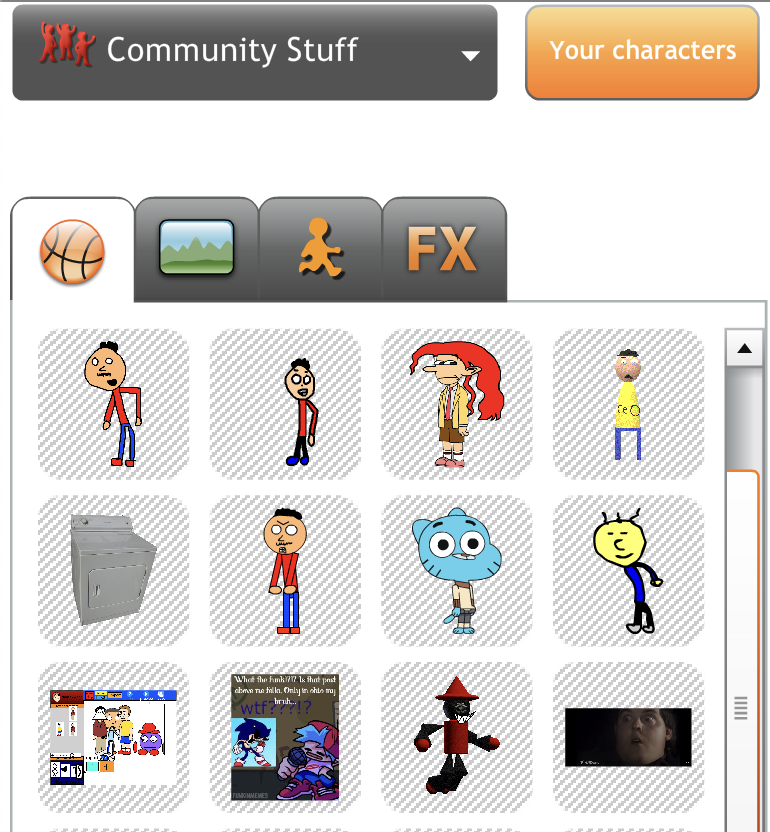 Community Stuff
Your characters
FX
What the funk!?!? Is that post
above me fella. Only in ohio my
bruh...
wtf???!?
FUNKINMEMES